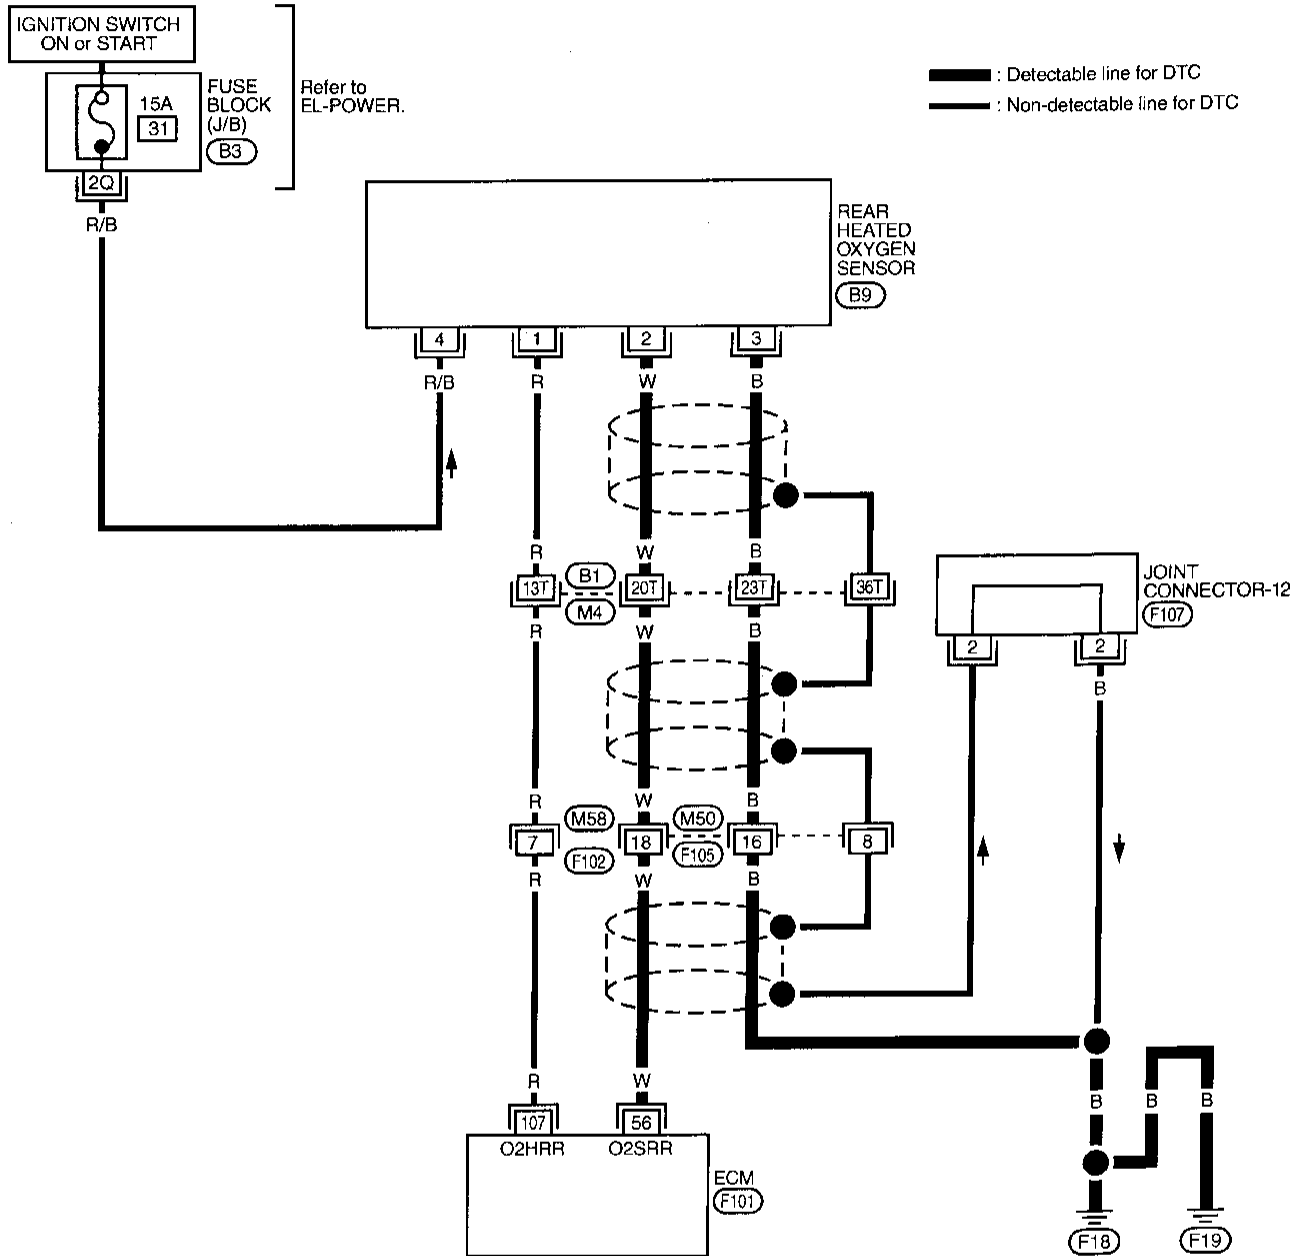 IGNITION SWITCH
ON or START
15A
31
FUSE
BLOCK
(J/B)
B3
Refer to
EL-POWER.
2Q
R/B
: Detectable line for DTC
: Non-detectable line for DTC
REAR
HEATED
OXYGEN
SENSOR
B9
4 1 2 3
R/B R W B
R W B
13T B1 20T 23T 36T
M4
R W B
JOINT
CONNECTOR-12
F107
2 2
B
R W B
M58 M50
7 18 16 8
F102 F105
R W B
R W
B B B
107 56
O2HRR O2SRR
ECM
F101
F18 F19